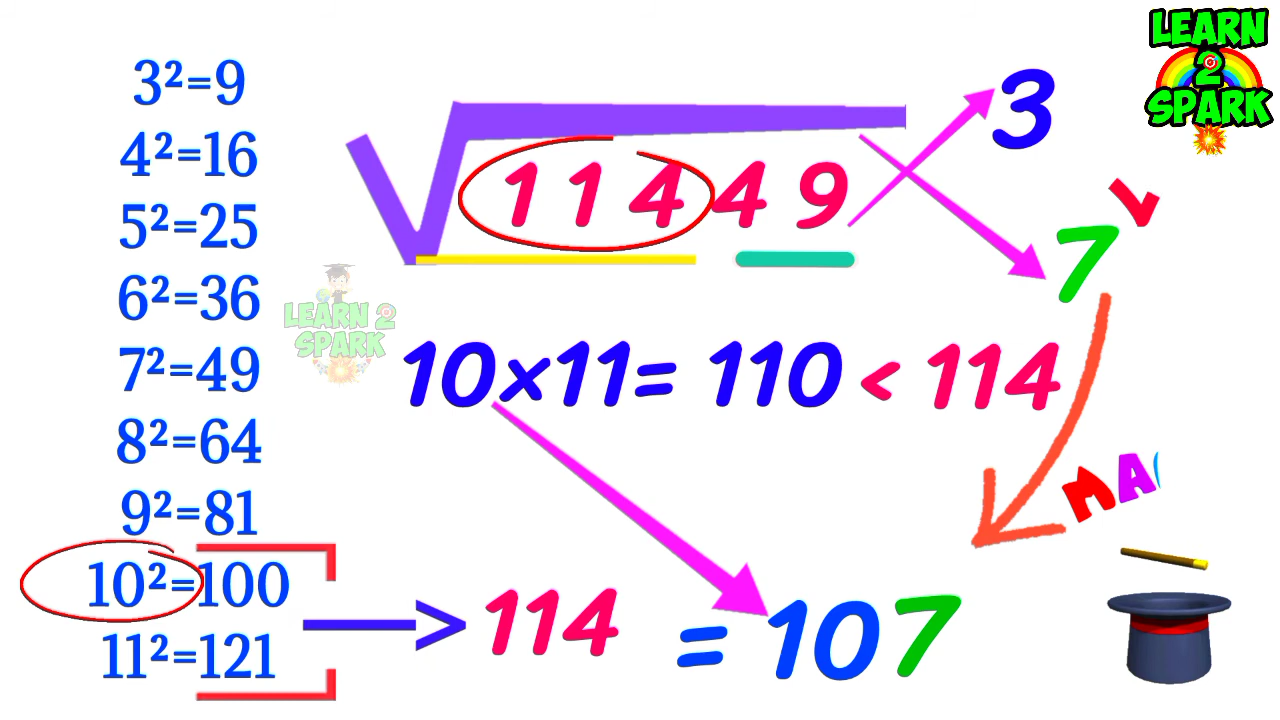 LEARN
2
SPARK
3²=9
4²=16
5²=25
6²=36
7²=49
8²=64
9²=81
10²=100
11²=121
√11449
3
7
LEARN 2
SPARK
10×11= 110 < 114
MA
> 114
= 107